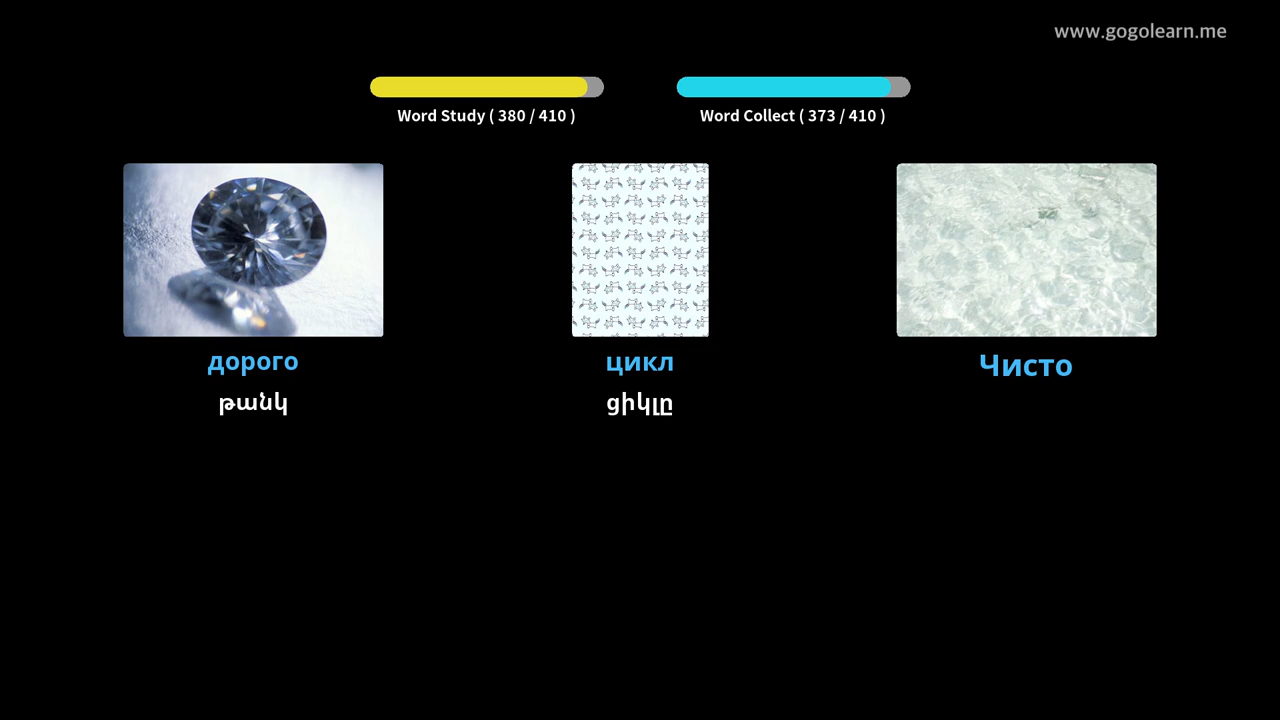 www.gogolearn.me
Word Study ( 380 / 410 )
Word Collect ( 373 / 410 )
дорого
թանկ
цикл
ցիկլը
Чисто